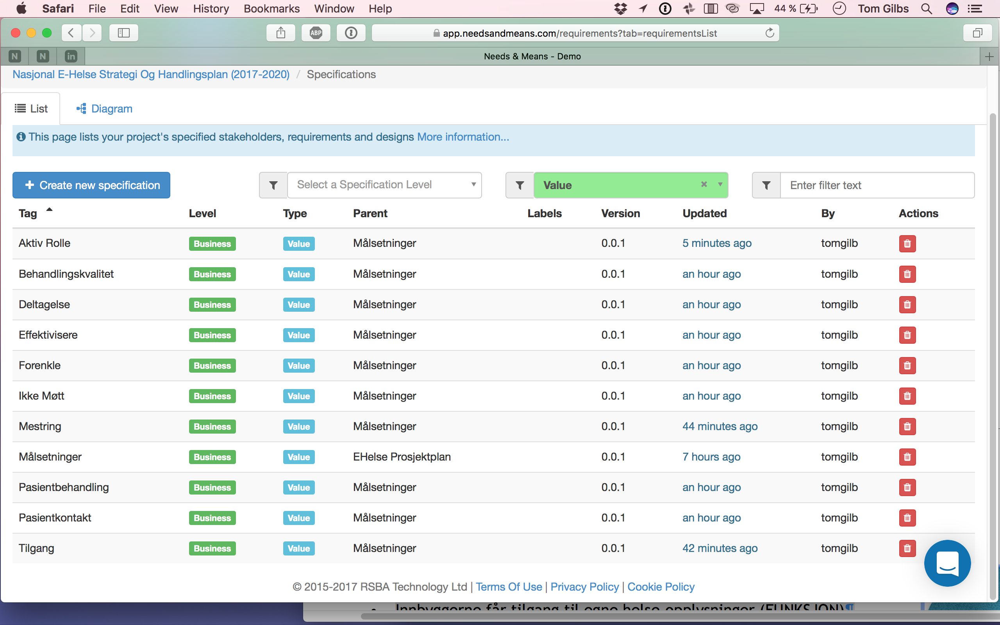 Safari File Edit View History Bookmarks Window Help 44 % Tom Gilbs
ABP app.needsandmeans.com/requirements?tab=requirementsList
N N in Needs & Means - Demo +
Nasjonal E-Helse Strategi Og Handlingsplan (2017-2020) / Specifications
List Diagram
This page lists your project's specified stakeholders, requirements and designs More information...
+ Create new specification Select a Specification Level Value × Enter filter text
Tag Level Type Parent Labels Version Updated By Actions
Aktiv Rolle Business Value Målsetninger 0.0.1 5 minutes ago tomgilb
Behandlingskvalitet Business Value Målsetninger 0.0.1 an hour ago tomgilb
Deltagelse Business Value Målsetninger 0.0.1 an hour ago tomgilb
Effektivisere Business Value Målsetninger 0.0.1 an hour ago tomgilb
Forenkle Business Value Målsetninger 0.0.1 an hour ago tomgilb
Ikke Møtt Business Value Målsetninger 0.0.1 an hour ago tomgilb
Mestring Business Value Målsetninger 0.0.1 44 minutes ago tomgilb
Målsetninger Business Value EHelse Prosjektplan 0.0.1 7 hours ago tomgilb
Pasientbehandling Business Value Målsetninger 0.0.1 an hour ago tomgilb
Pasientkontakt Business Value Målsetninger 0.0.1 an hour ago tomgilb
Tilgang Business Value Målsetninger 0.0.1 42 minutes ago tomgilb
© 2015-2017 RSBA Technology Ltd | Terms Of Use | Privacy Policy | Cookie Policy
Innbyggerne får tilgang til egne helse opplysninger (FUNKSJON)¶